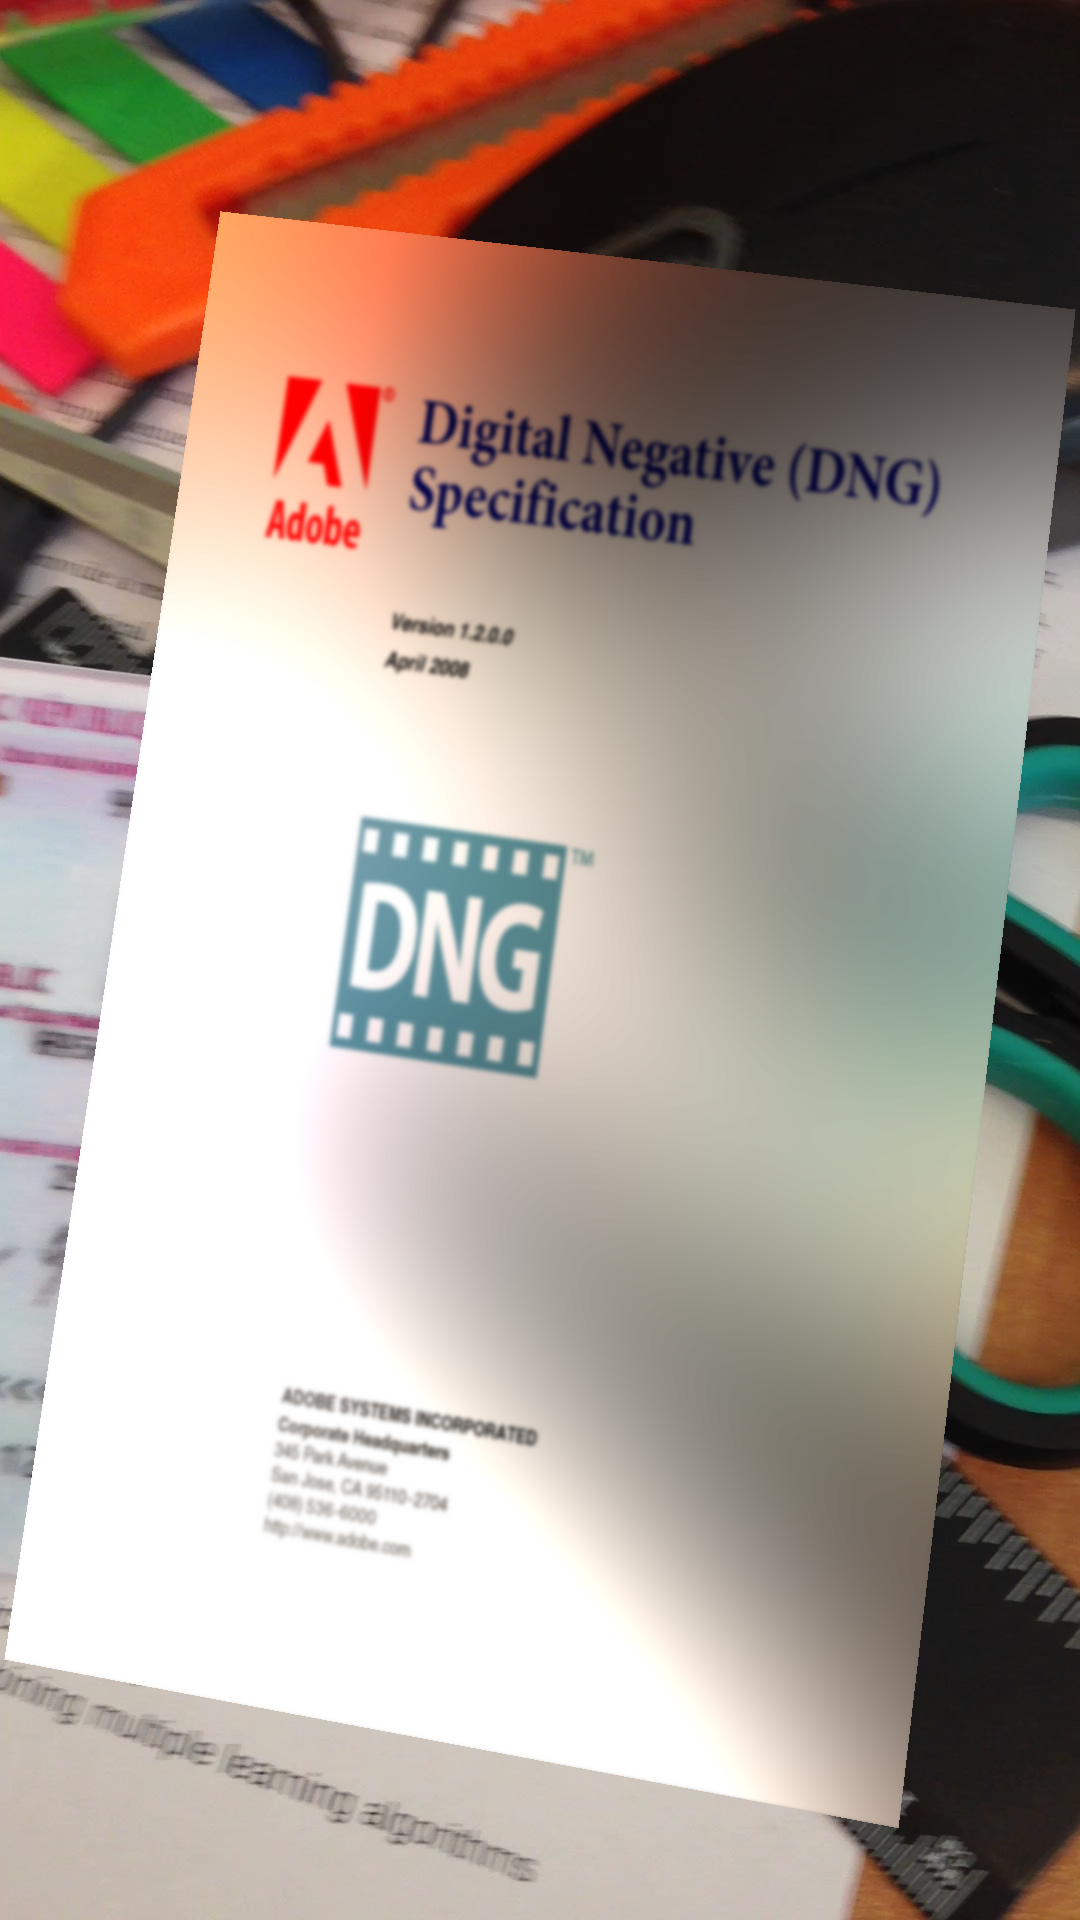 Adobe®
Digital Negative (DNG)
Specification
Version 1.2.0.0
April 2008
DNG™
ADOBE SYSTEMS INCORPORATED
Corporate Headquarters
345 Park Avenue
San Jose, CA 95110-2704
(408) 536-6000
http://www.adobe.com
multiple learning algorithms